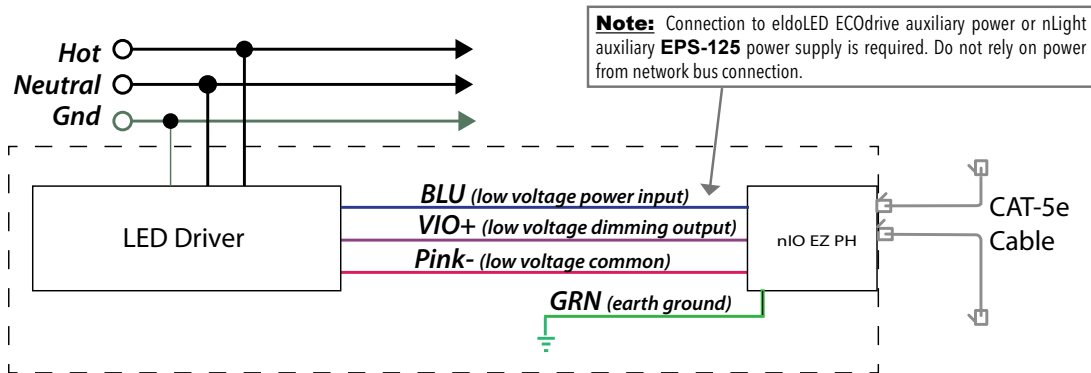 Note: Connection to eldoLED ECOdrive auxiliary power or nLight
auxiliary EPS-125 power supply is required. Do not rely on power
from network bus connection.
Hot
Neutral
Gnd
LED Driver
BLU (low voltage power input)
VIO+ (low voltage dimming output)
Pink- (low voltage common)
GRN (earth ground)
nIO EZ PH
CAT-5e
Cable